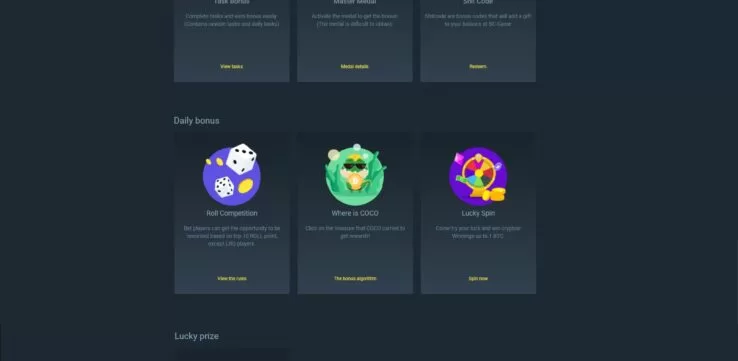 Task Bonus
Master Medal
Shit Code
Complete tasks and earn bonus easily
(Contains newbie tasks and daily tasks)
Activate the medal to get the bonus!
(The medal is difficult to obtain)
Shitcode are bonus codes that will add a gift
to your balance at BC.Game
View tasks
Medal details
Redeem
Daily bonus
Roll Competition
Where is COCO
Lucky Spin
Bet players can get the opportunity to be
rewarded based on top 10 ROLL point,
except LRO players.
Click on the treasure that COCO carried to
get reward!!
Come try your luck and win cryptos!
Winnings up to 1 BTC
View the rules
The bonus algorithm
Spin now
Lucky prize